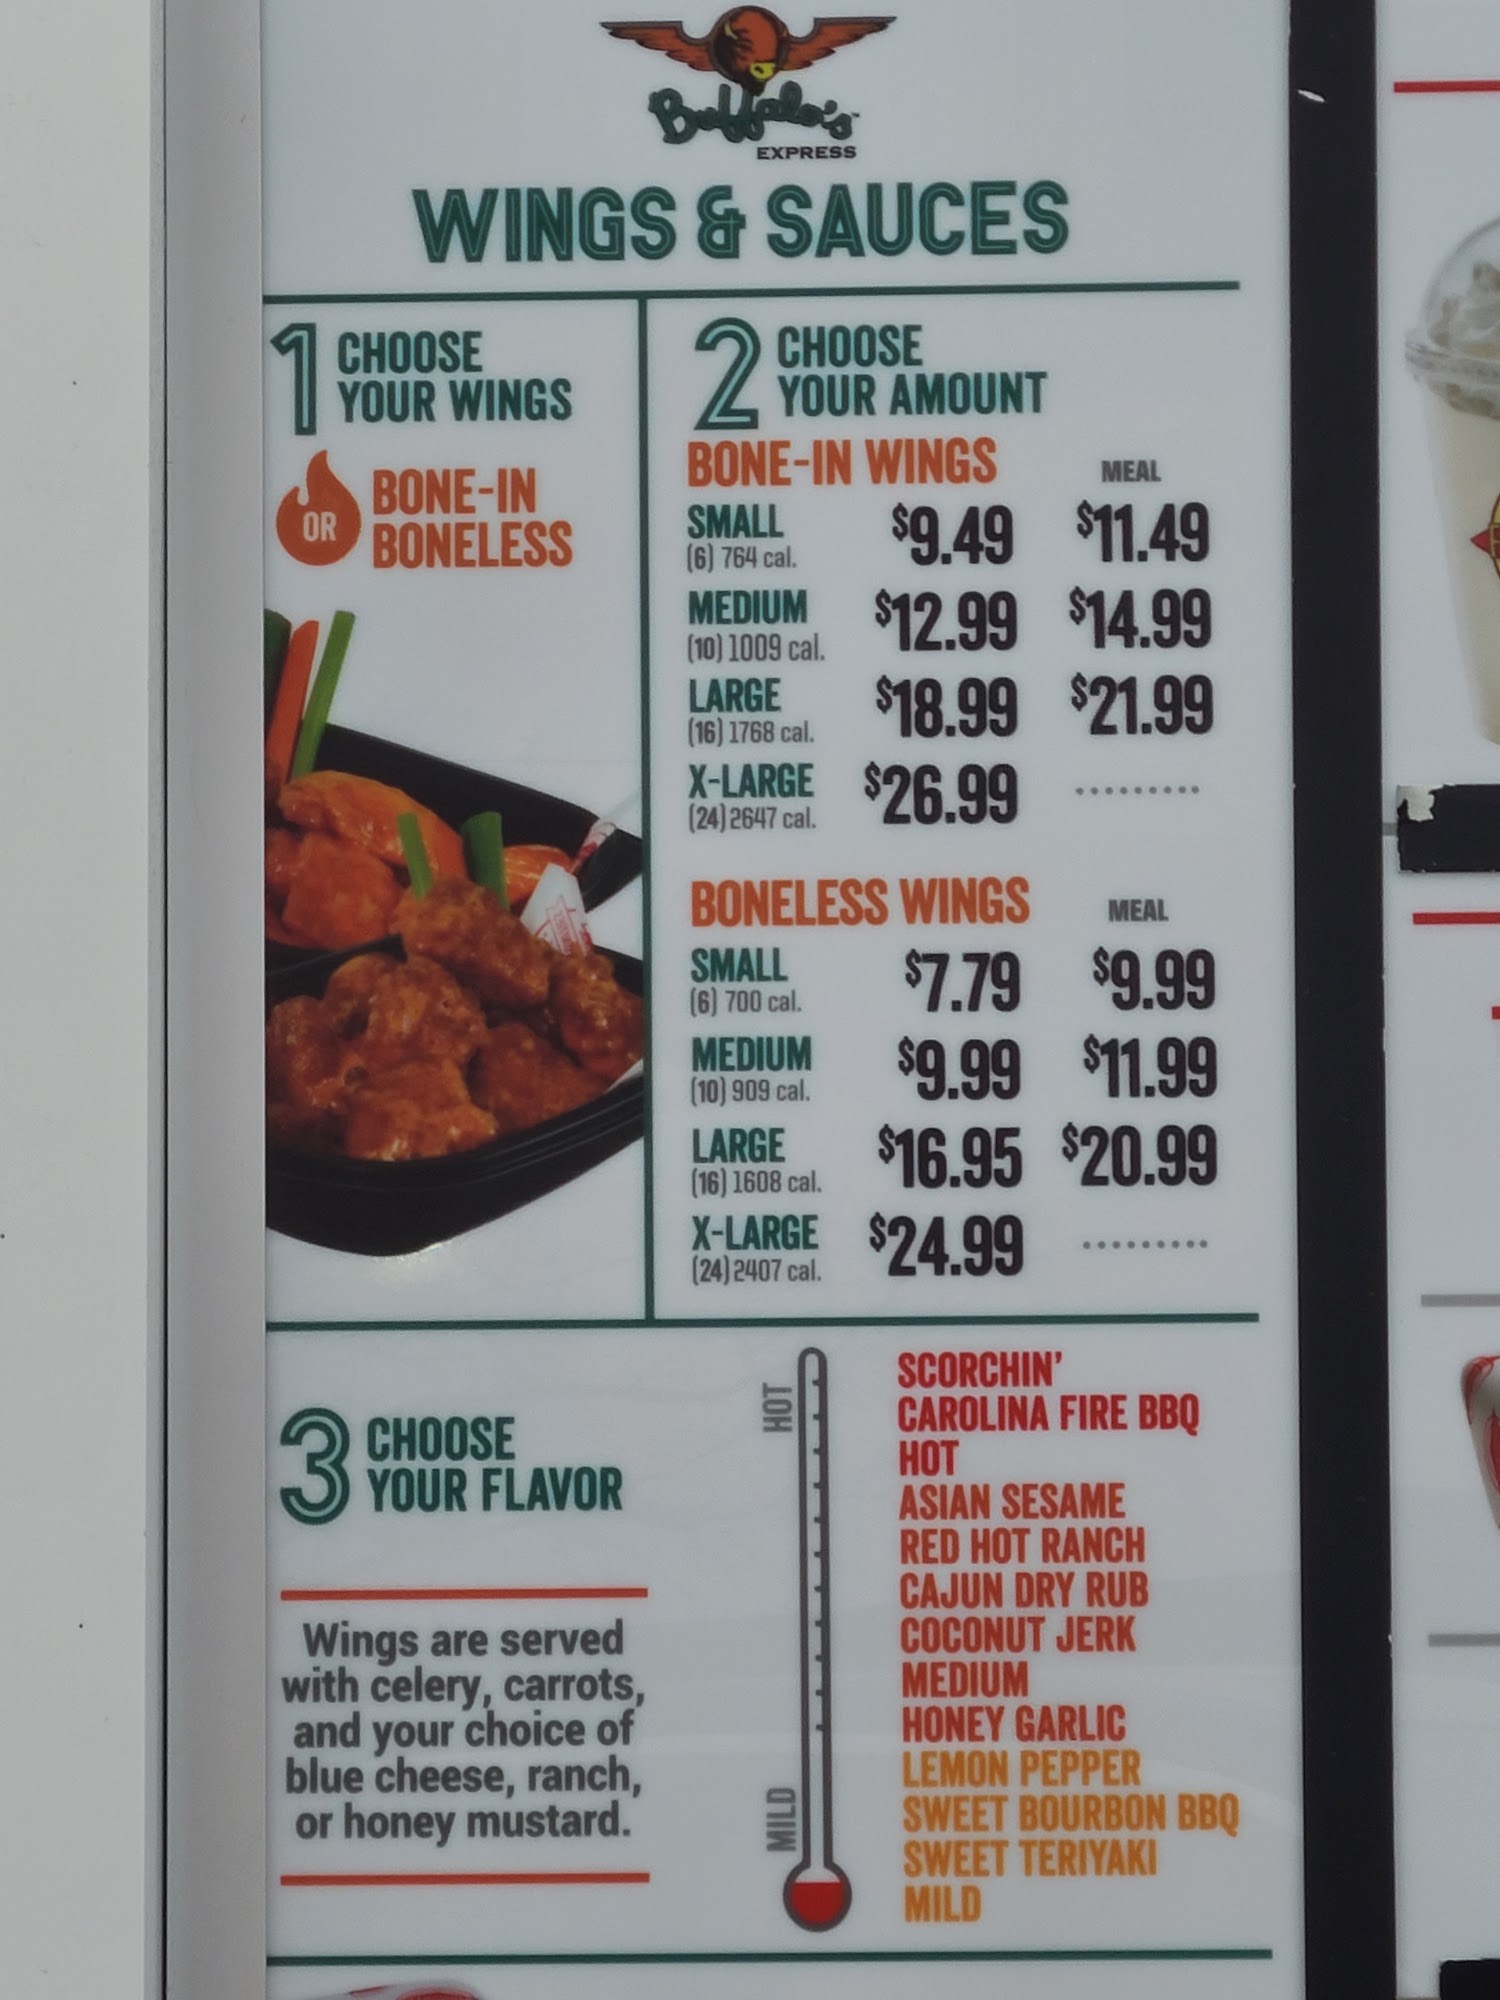 Buffalo's
EXPRESS
WINGS & SAUCES
1 CHOOSE
YOUR WINGS
OR
BONE-IN
BONELESS
2 CHOOSE
YOUR AMOUNT
BONE-IN WINGS MEAL
SMALL $9.49 $11.49
(6) 764 cal.
MEDIUM $12.99 $14.99
(10) 1009 cal.
LARGE $18.99 $21.99
(16) 1768 cal.
X-LARGE $26.99 .........
(24) 2647 cal.
BONELESS WINGS MEAL
SMALL $7.79 $9.99
(6) 700 cal.
MEDIUM $9.99 $11.99
(10) 909 cal.
LARGE $16.95 $20.99
(16) 1608 cal.
X-LARGE $24.99 .........
(24) 2407 cal.
3 CHOOSE
YOUR FLAVOR
Wings are served
with celery, carrots,
and your choice of
blue cheese, ranch,
or honey mustard.
HOT
MILD
SCORCHIN'
CAROLINA FIRE BBQ
HOT
ASIAN SESAME
RED HOT RANCH
CAJUN DRY RUB
COCONUT JERK
MEDIUM
HONEY GARLIC
LEMON PEPPER
SWEET BOURBON BBQ
SWEET TERIYAKI
MILD